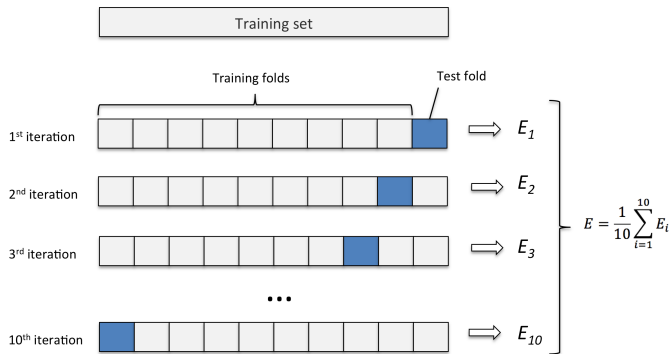 Training set
Training folds
Test fold
1st iteration
E1
2nd iteration
E2
3rd iteration
E3
E = 1/10 ∑ i=1 10 Ei
...
10th iteration
E10